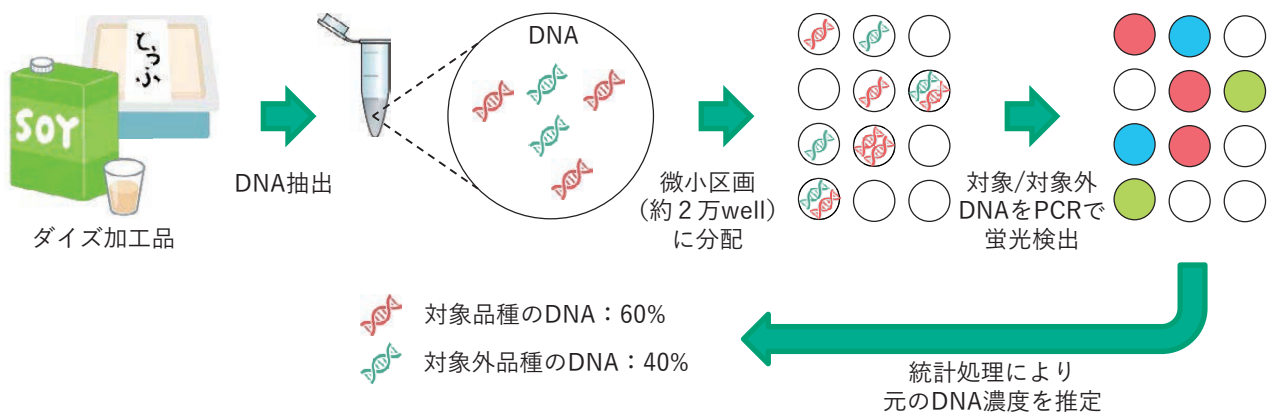 とうふ
SOY
ダイズ加工品
DNA抽出
DNA
微小区画
(約２万well)
に分配
対象/対象外
DNAをPCRで
蛍光検出
対象品種のDNA：60%
対象外品種のDNA：40%
統計処理により
元のDNA濃度を推定